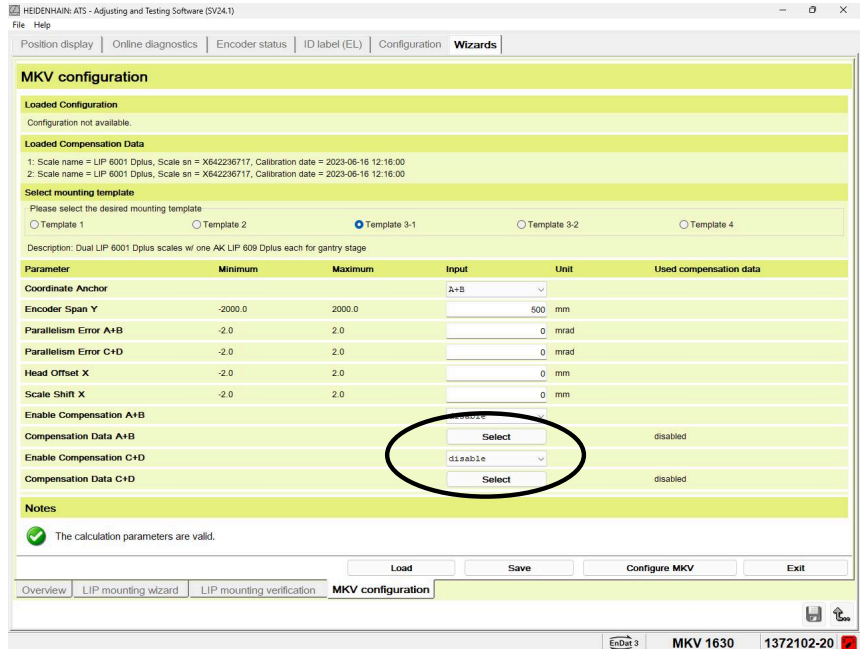 HEIDENHAIN: ATS - Adjusting and Testing Software (SV24.1)
File Help
Position display Online diagnostics Encoder status ID label (EL) Configuration Wizards
MKV configuration
Loaded Configuration
Configuration not available.
Loaded Compensation Data
1: Scale name = LIP 6001 Dplus, Scale sn = X642236717, Calibration date = 2023-06-16 12:16:00
2: Scale name = LIP 6001 Dplus, Scale sn = X642236717, Calibration date = 2023-06-16 12:16:00
Select mounting template
Please select the desired mounting template
Template 1 Template 2 Template 3-1 Template 3-2 Template 4
Description: Dual LIP 6001 Dplus scales w/ one AK LIP 609 Dplus each for gantry stage
Parameter Minimum Maximum Input Unit Used compensation data
Coordinate Anchor A+B
Encoder Span Y -2000.0 2000.0 500 mm
Parallelism Error A+B -2.0 2.0 0 mrad
Parallelism Error C+D -2.0 2.0 0 mrad
Head Offset X -2.0 2.0 0 mm
Scale Shift X -2.0 2.0 0 mm
Enable Compensation A+B disable
Compensation Data A+B Select disabled
Enable Compensation C+D disable
Compensation Data C+D Select disabled
Notes
The calculation parameters are valid.
Load Save Configure MKV Exit
Overview LIP mounting wizard LIP mounting verification MKV configuration
EnDat 3 MKV 1630 1372102-20